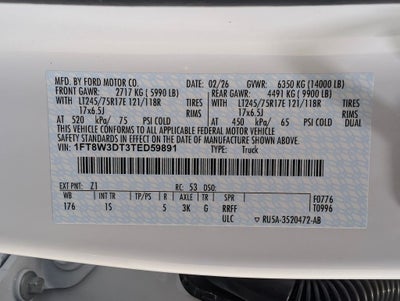 MFD. BY FORD MOTOR CO. 02/26 GVWR: 6350 KG (14000 LB)
FRONT GAWR: 2717 KG (5990 LB) REAR GAWR: 4491 KG (9900 LB)
WITH LT245/75R17E 121/118R TIRES WITH LT245/75R17E 121/118R TIRES
17x6.5J RIMS 17x6.5J RIMS
AT 520 kPa/ 75 PSI COLD AT 450 kPa/ 65 PSI COLD DUAL
THIS VEHICLE CONFORMS TO ALL APPLICABLE FEDERAL MOTOR
VEHICLE SAFETY STANDARDS IN EFFECT ON THE DATE OF MANUFACTURE SHOWN ABOVE.
VIN: 1FT8W3DT3TED59891
TYPE: Truck
EXT PNT: Z1 RC: 53 DSO:
WB INT TR TP/PS R AXLE TR SPR F0776
176 1S 5 3K G RRFF T0996
ULC RU5A-3520472-AB